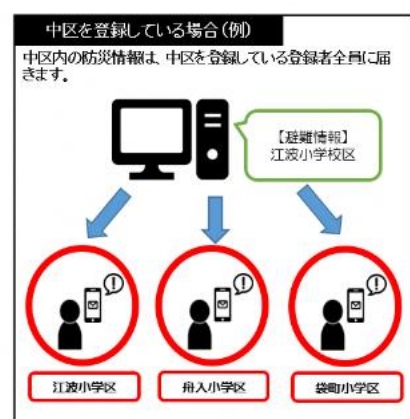 中区を登録している場合（例）
中区内の防災情報は、中区を登録している登録者全員に届
きます。
【避難情報】
江波小学校区
江波小学区
舟入小学区
袋町小学区